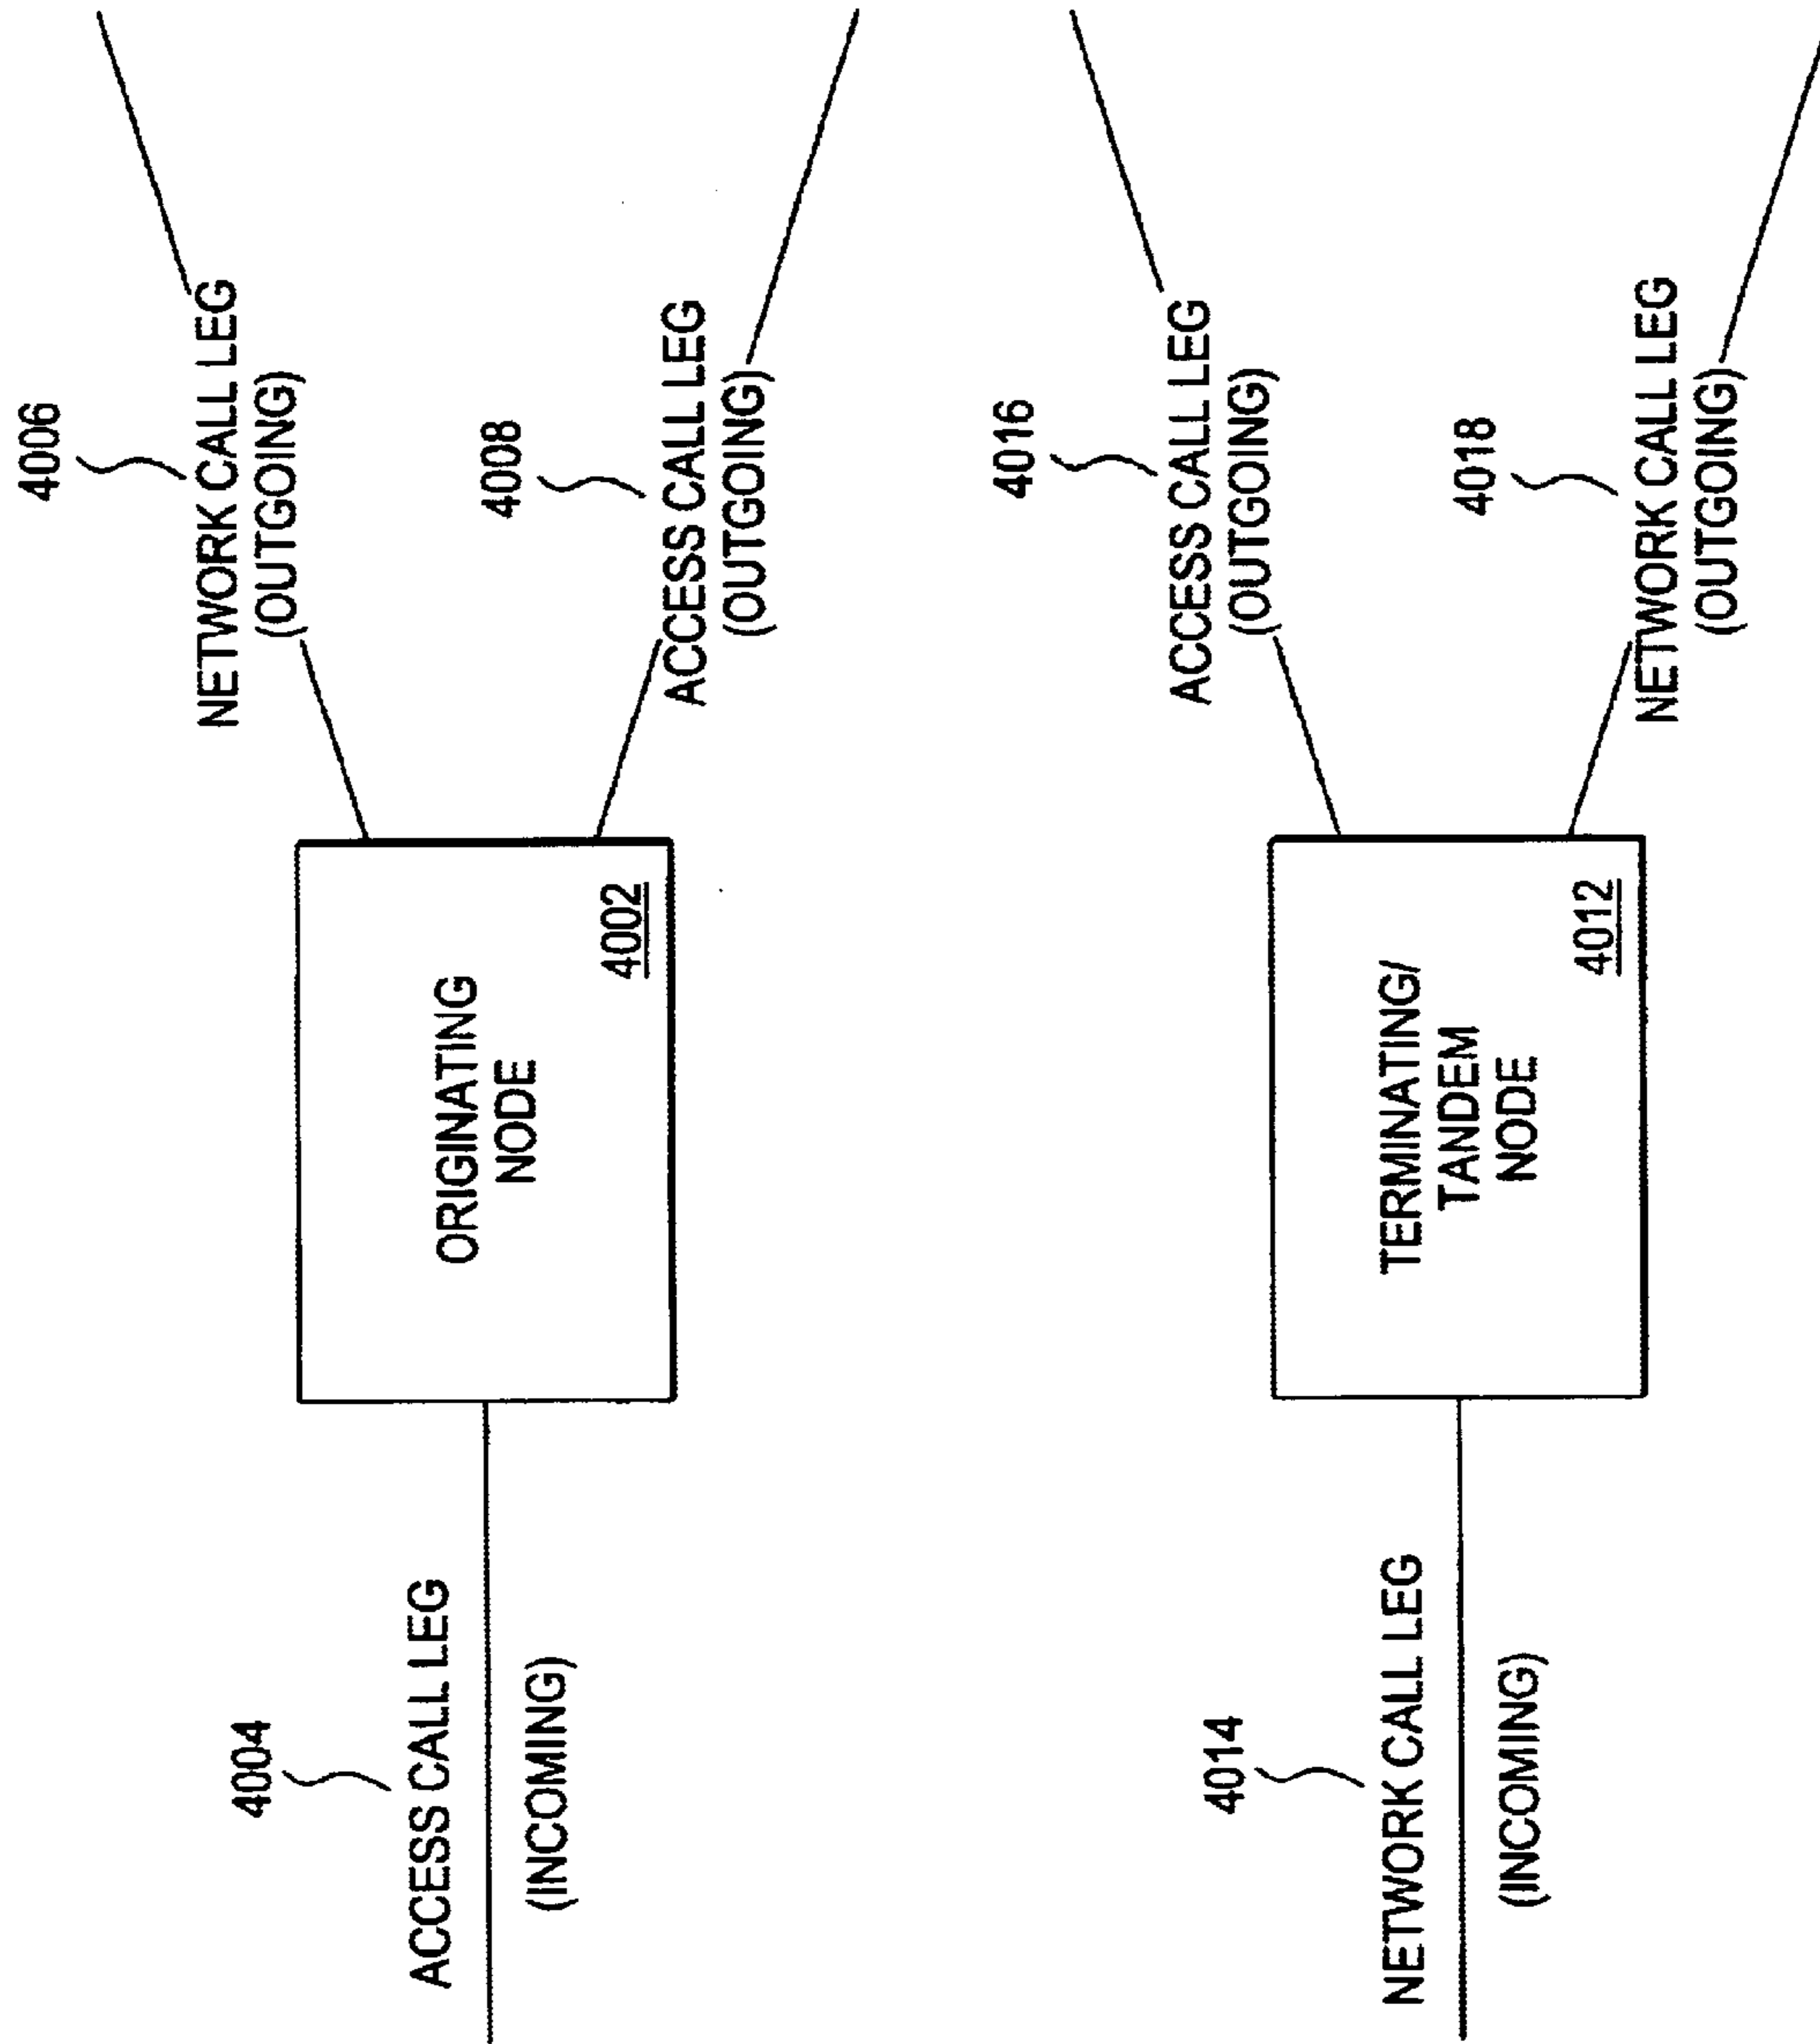 4004
ACCESS CALL LEG
(INCOMING)
ORIGINATING
NODE
4002
4006
NETWORK CALL LEG
(OUTGOING)
4008
ACCESS CALL LEG
(OUTGOING)
4014
NETWORK CALL LEG
(INCOMING)
TERMINATING/
TANDEM
NODE
4012
4016
ACCESS CALL LEG
(OUTGOING)
4018
NETWORK CALL LEG
(OUTGOING)